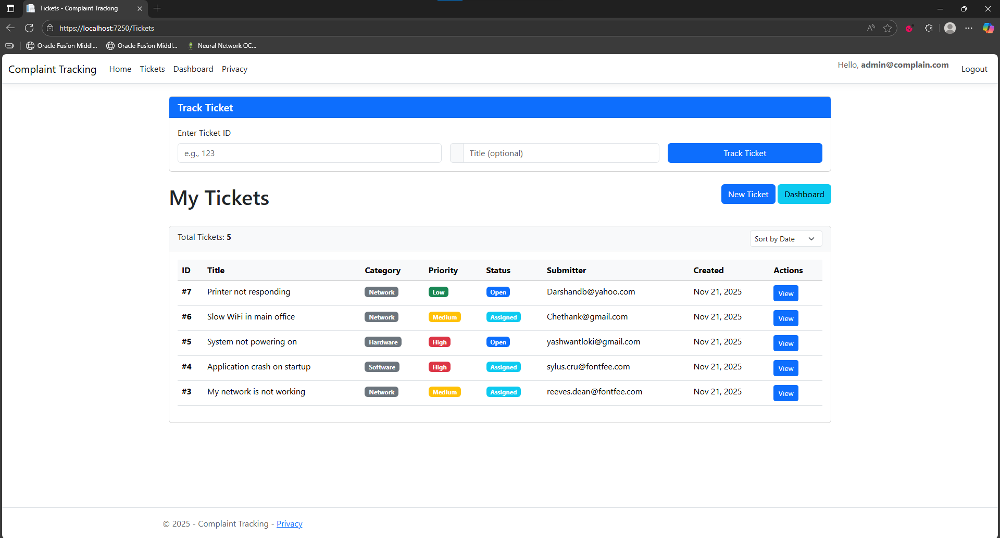 Tickets - Complaint Tracking
https://localhost:7250/Tickets
Oracle Fusion Middl... Oracle Fusion Middl... Neural Network OC...
Complaint Tracking Home Tickets Dashboard Privacy Hello, admin@complain.com Logout
Track Ticket
Enter Ticket ID
e.g., 123 Title (optional) Track Ticket
My Tickets New Ticket Dashboard
Total Tickets: 5 Sort by Date
ID Title Category Priority Status Submitter Created Actions
#7 Printer not responding Network Low Open Darshandb@yahoo.com Nov 21, 2025 View
#6 Slow WiFi in main office Network Medium Assigned Chethank@gmail.com Nov 21, 2025 View
#5 System not powering on Hardware High Open yashwantloki@gmail.com Nov 21, 2025 View
#4 Application crash on startup Software High Assigned sylus.cru@fontfee.com Nov 21, 2025 View
#3 My network is not working Network Medium Assigned reeves.dean@fontfee.com Nov 21, 2025 View
© 2025 - Complaint Tracking - Privacy